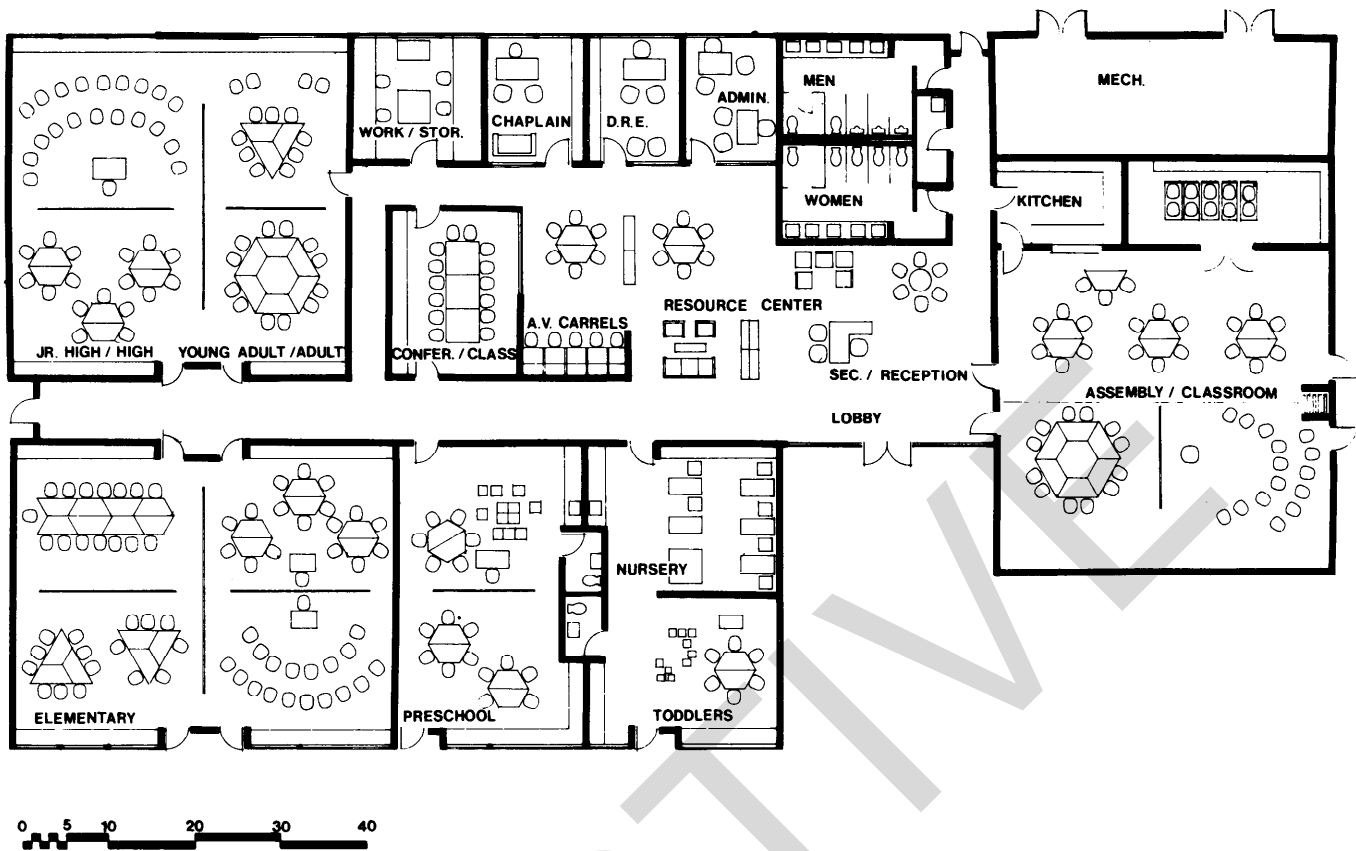 MECH.
MEN
ADMIN.
WORK / STOR.
CHAPLAIN
D.R.E.
WOMEN
KITCHEN
RESOURCE CENTER
A.V. CARRELS
JR. HIGH / HIGH
YOUNG ADULT / ADULT
CONFER. / CLASS
SEC. / RECEPTION
ASSEMBLY / CLASSROOM
LOBBY
NURSERY
ELEMENTARY
PRESCHOOL
TODDLERS
0 5 10 20 30 40
TIVE